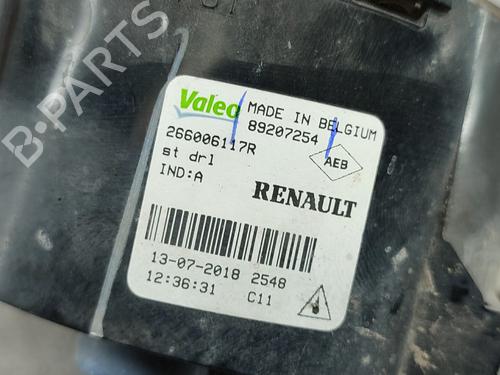 B-PARTS
Valeo MADE IN BELGIUM
89207254
266006117R
st drl
AEB
IND:A
RENAULT
13-07-2018 2548
12:36:31 C11